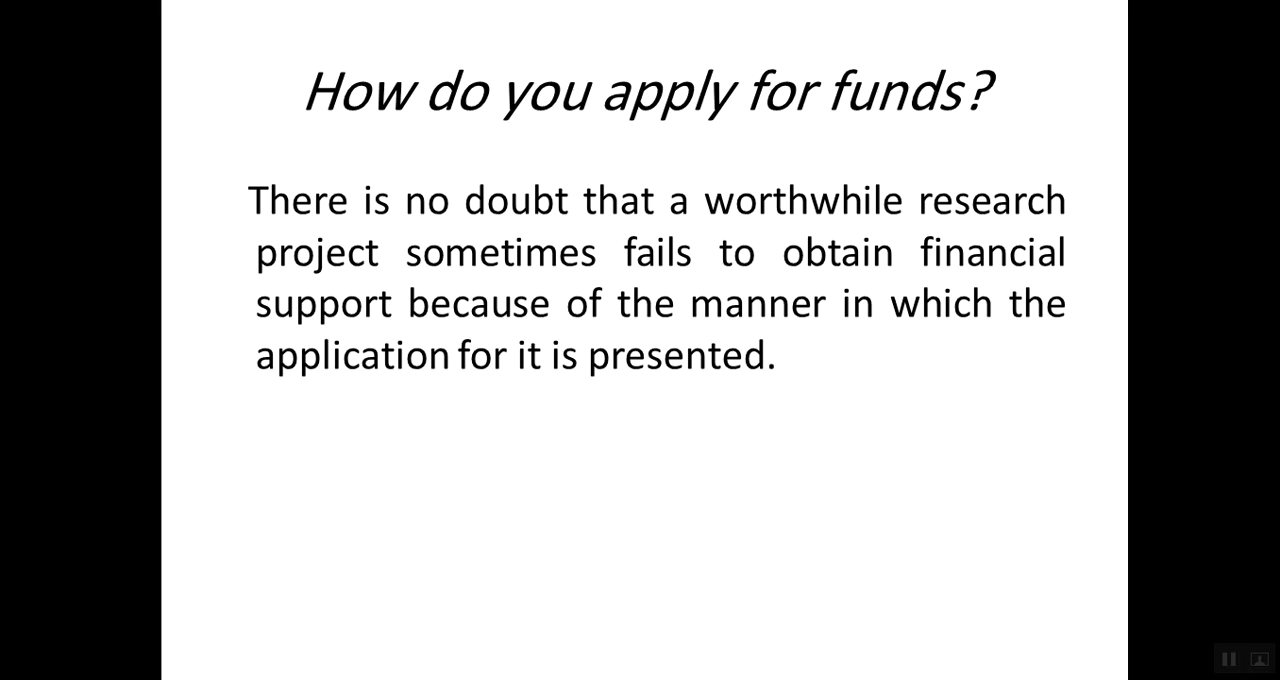 How do you apply for funds?
There is no doubt that a worthwhile research
project sometimes fails to obtain financial
support because of the manner in which the
application for it is presented.